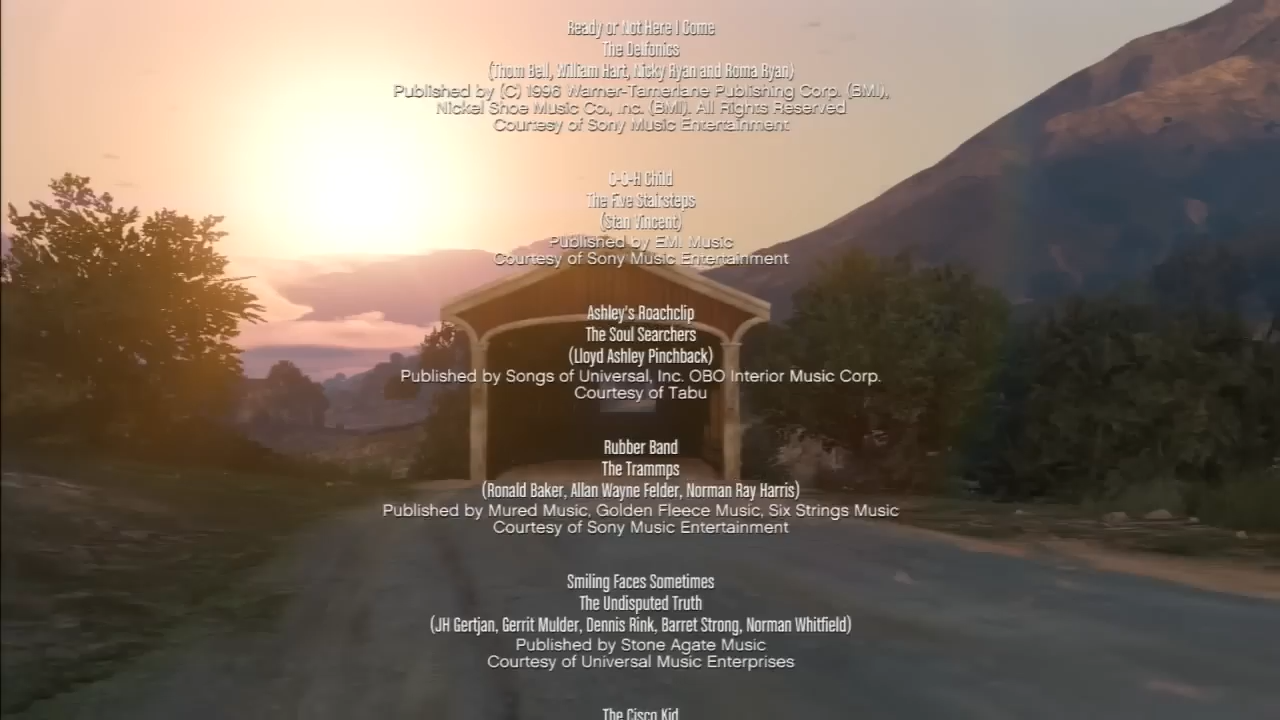 Ready or Not Here I Come
The Delfonics
(Thom Bell, William Hart, Nicky Ryan and Roma Ryan)
Published by (C) 1996 Warner-Tamerlane Publishing Corp. (BMI),
Nickel Shoe Music Co., Inc. (BMI). All Rights Reserved
Courtesy of Sony Music Entertainment
O-O-H Child
The Five Stairsteps
(Stan Vincent)
Published by EMI Music
Courtesy of Sony Music Entertainment
Ashley's Roachclip
The Soul Searchers
(Lloyd Ashley Pinchback)
Published by Songs of Universal, Inc. OBO Interior Music Corp.
Courtesy of Tabu
Rubber Band
The Trammps
(Ronald Baker, Allan Wayne Felder, Norman Ray Harris)
Published by Mured Music, Golden Fleece Music, Six Strings Music
Courtesy of Sony Music Entertainment
Smiling Faces Sometimes
The Undisputed Truth
(JH Gertjan, Gerrit Mulder, Dennis Rink, Barret Strong, Norman Whitfield)
Published by Stone Agate Music
Courtesy of Universal Music Enterprises
The Cisco Kid